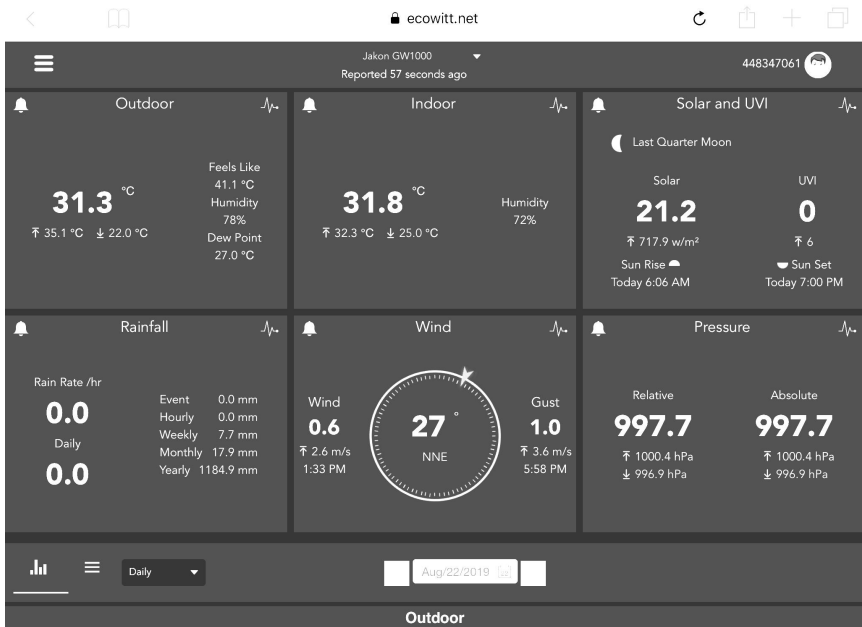 ecowitt.net
Jakon GW1000
Reported 57 seconds ago
448347061
Outdoor
31.3 °C
35.1 °C 22.0 °C
Feels Like
41.1 °C
Humidity
78%
Dew Point
27.0 °C
Indoor
31.8 °C
32.3 °C 25.0 °C
Humidity
72%
Solar and UVI
Last Quarter Moon
Solar
21.2
717.9 w/m²
UVI
0
6
Sun Rise
Today 6:06 AM
Sun Set
Today 7:00 PM
Rainfall
Rain Rate /hr
0.0
Daily
0.0
Event 0.0 mm
Hourly 0.0 mm
Weekly 7.7 mm
Monthly 17.9 mm
Yearly 1184.9 mm
Wind
Wind
0.6
2.6 m/s
1:33 PM
27 °
NNE
Gust
1.0
3.6 m/s
5:58 PM
Pressure
Relative
997.7
1000.4 hPa
996.9 hPa
Absolute
997.7
1000.4 hPa
996.9 hPa
Daily
Aug/22/2019
Outdoor